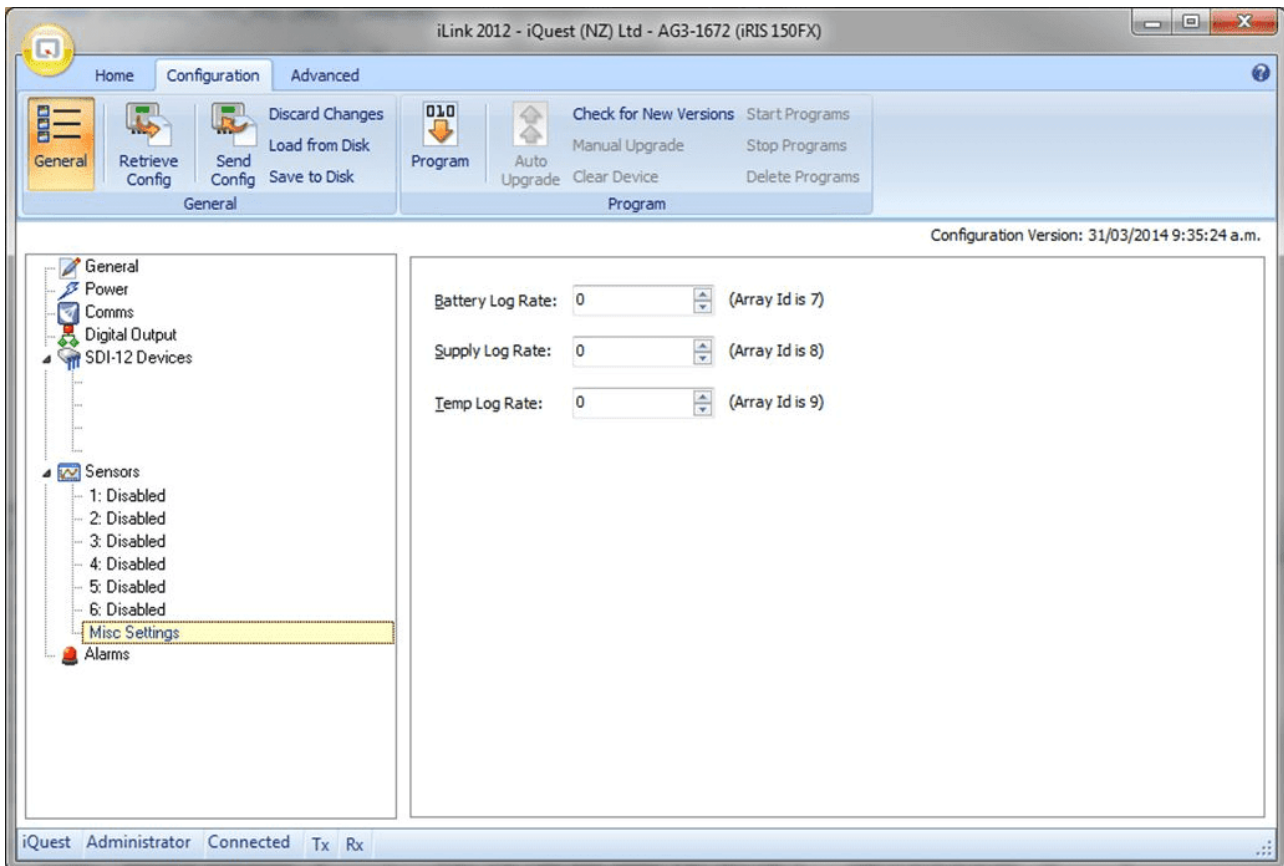 iLink 2012 - iQuest (NZ) Ltd - AG3-1672 (iRIS 150FX)
Home Configuration Advanced
General
Retrieve Config
Send Config
Discard Changes
Load from Disk
Save to Disk
General
010
Program
Auto Upgrade
Check for New Versions
Manual Upgrade
Clear Device
Start Programs
Stop Programs
Delete Programs
Program
Configuration Version: 31/03/2014 9:35:24 a.m.
General
Power
Comms
Digital Output
SDI-12 Devices
Sensors
1: Disabled
2: Disabled
3: Disabled
4: Disabled
5: Disabled
6: Disabled
Misc Settings
Alarms
Battery Log Rate: 0 (Array Id is 7)
Supply Log Rate: 0 (Array Id is 8)
Temp Log Rate: 0 (Array Id is 9)
iQuest Administrator Connected Tx Rx